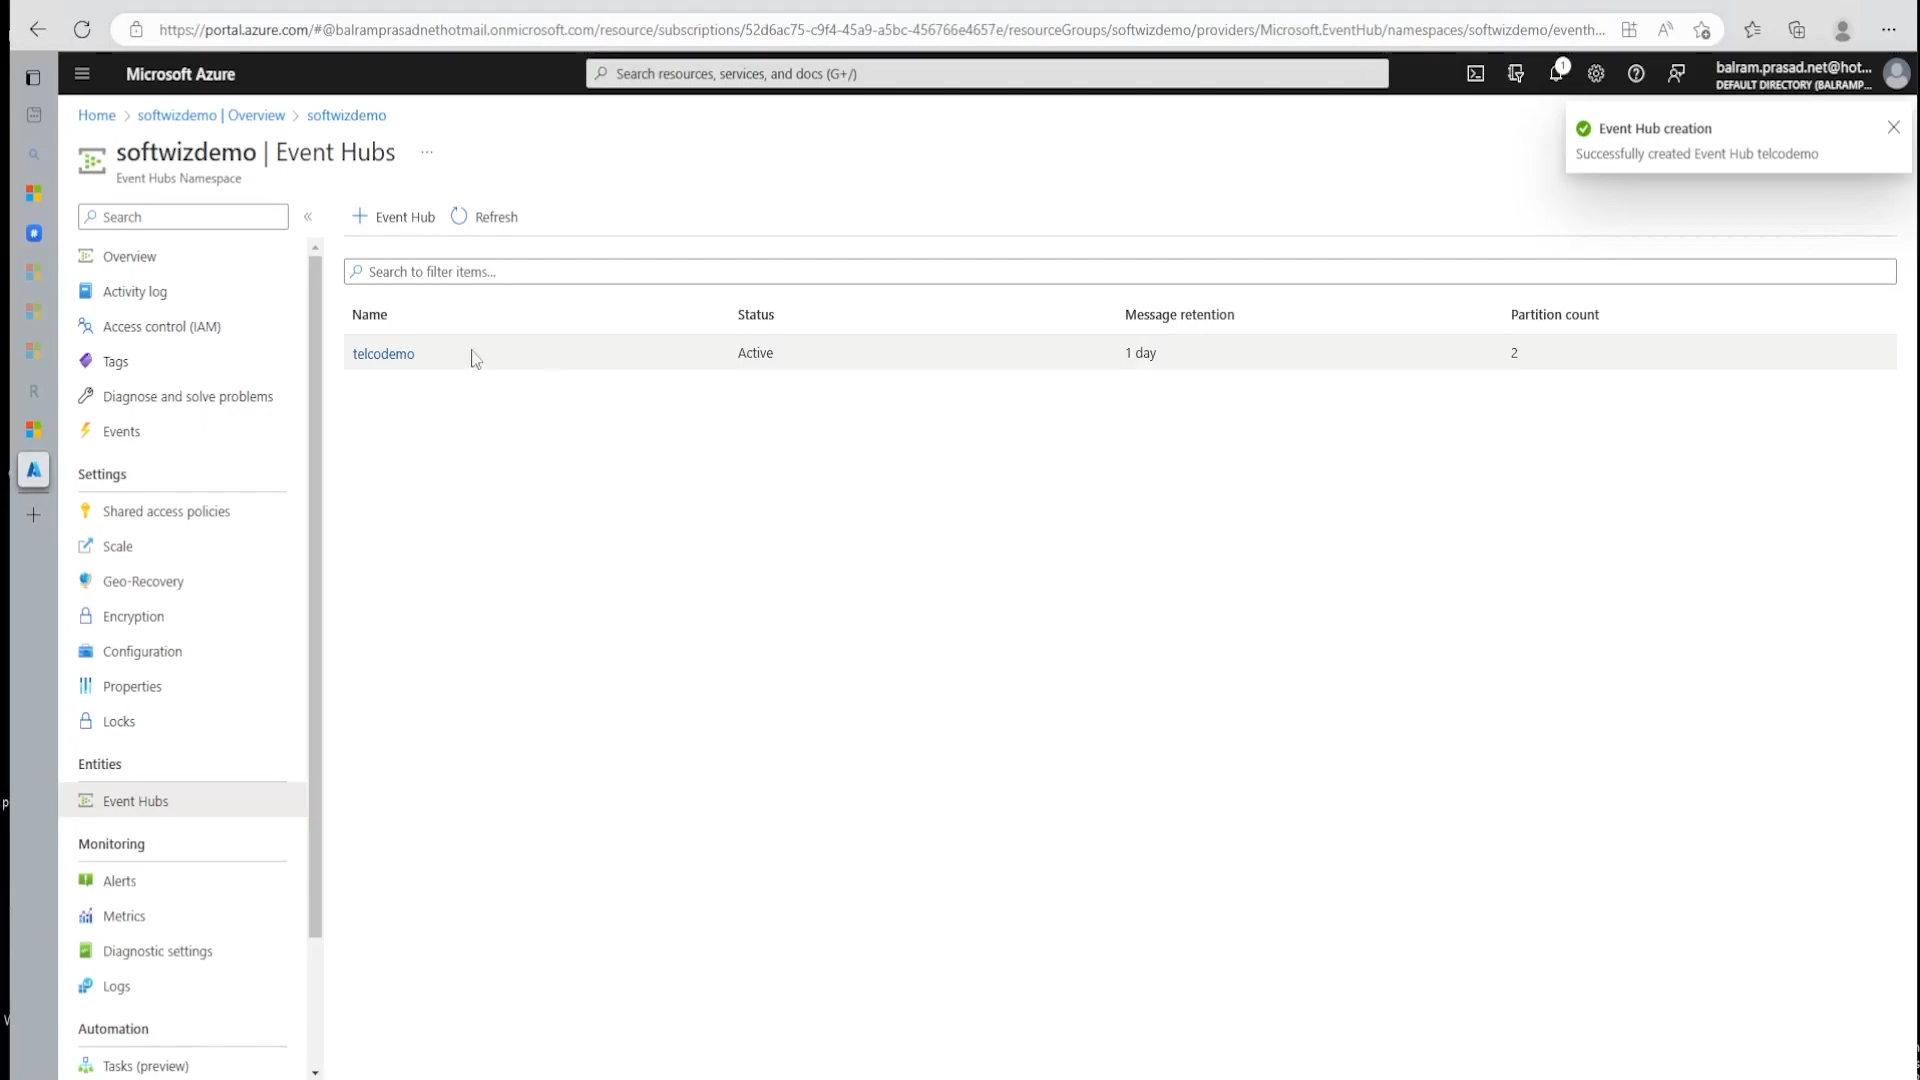 https://portal.azure.com/#@balramprasadnethotmail.onmicrosoft.com/resource/subscriptions/52d6ac75-c9f4-45a9-a5bc-456766e4657e/resourceGroups/softwizdemo/providers/Microsoft.EventHub/namespaces/softwizdemo/eventh...
Microsoft Azure
Search resources, services, and docs (G+/)
1
balram.prasad.net@hot...
DEFAULT DIRECTORY (BALRAMP...
Home > softwizdemo | Overview > softwizdemo
softwizdemo | Event Hubs ...
Event Hubs Namespace
Event Hub creation
Successfully created Event Hub telcodemo
Search «
+ Event Hub Refresh
Search to filter items...
Name Status Message retention Partition count
telcodemo Active 1 day 2
Overview
Activity log
Access control (IAM)
Tags
Diagnose and solve problems
Events
Settings
Shared access policies
Scale
Geo-Recovery
Encryption
Configuration
Properties
Locks
Entities
Event Hubs
Monitoring
Alerts
Metrics
Diagnostic settings
Logs
Automation
Tasks (preview)